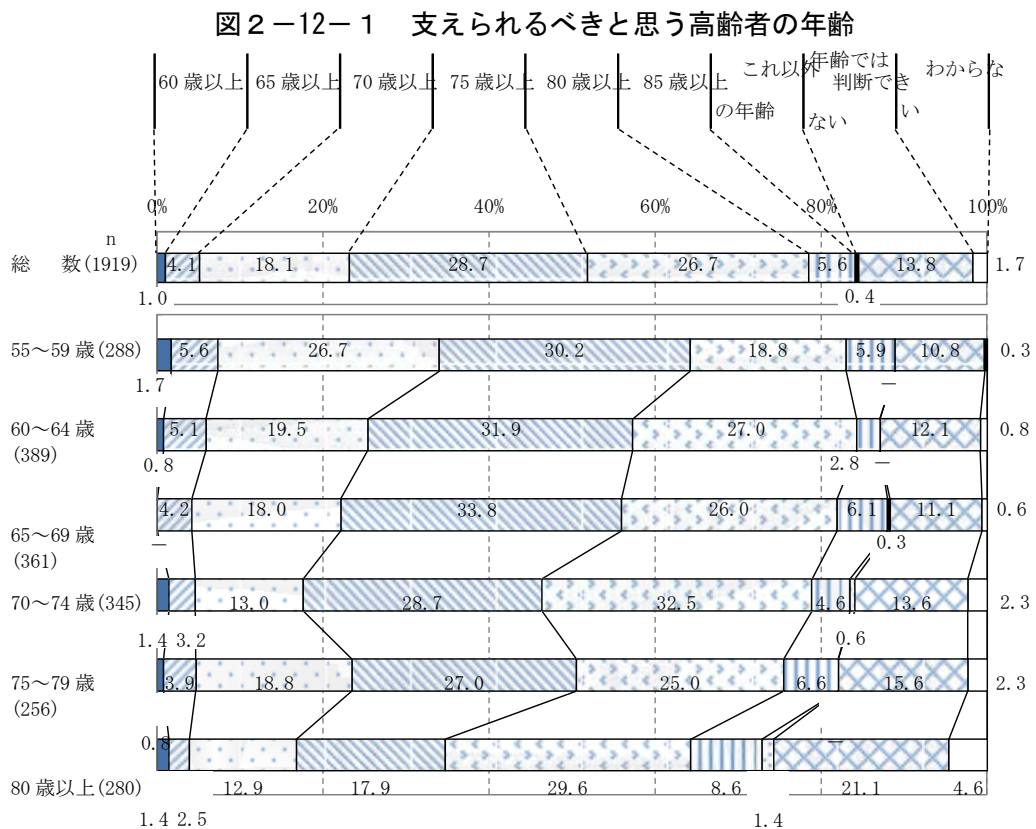 図２－12－１　支えられるべきと思う高齢者の年齢
60 歳以上 65 歳以上 70 歳以上 75 歳以上 80 歳以上 85 歳以上 これ以外の年齢 年齢では判断できない わからない
0% 20% 40% 60% 80% 100%
n
総　数(1919) 4.1 18.1 28.7 26.7 5.6 13.8 1.7
1.0 0.4
55～59 歳(288) 5.6 26.7 30.2 18.8 5.9 10.8 0.3
1.7 －
60～64 歳 5.1 19.5 31.9 27.0 12.1 0.8
(389)
0.8 2.8 －
4.2 18.0 33.8 26.0 6.1 11.1 0.6
65～69 歳
－ 0.3
(361)
70～74 歳(345) 13.0 28.7 32.5 4.6 13.6 2.3
1.4 3.2 0.6
75～79 歳 3.9 18.8 27.0 25.0 6.6 15.6 2.3
(256)
0.8 －
80 歳以上(280) 12.9 17.9 29.6 8.6 21.1 4.6
1.4 2.5 1.4